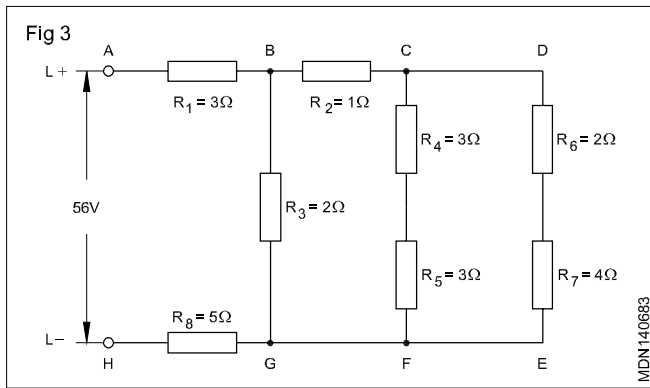 Fig 3
A B C D
L+
R1 = 3Ω R2 = 1Ω
R4 = 3Ω R6 = 2Ω
56V R3 = 2Ω
R5 = 3Ω R7 = 4Ω
R8 = 5Ω
L–
H G F E
MDN140683